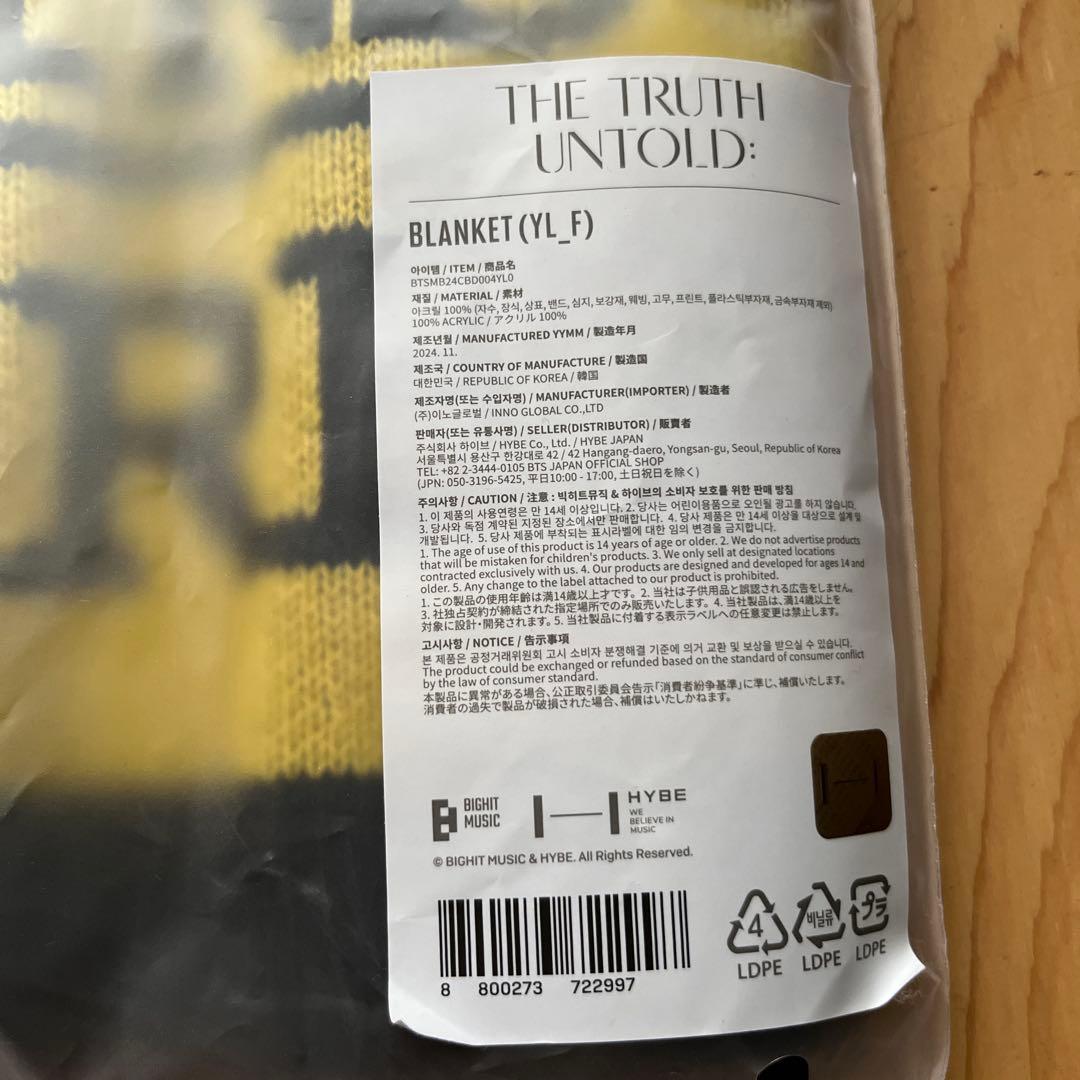 THE TRUTH
UNTOLD:
BLANKET (YL_F)
아이템 / ITEM / 商品名
BTSMB24CBD004YL0
재질 / MATERIAL / 素材
아크릴 100% (자수, 장식, 상표, 밴드, 심지, 보강재, 웨빙, 고무, 프린트, 플라스틱부자재, 금속부자재 제외)
100% ACRYLIC / アクリル 100%
제조년월 / MANUFACTURED YYMM / 製造年月
2024. 11.
제조국 / COUNTRY OF MANUFACTURE / 製造国
대한민국 / REPUBLIC OF KOREA / 韓国
제조자명(또는 수입자명) / MANUFACTURER(IMPORTER) / 製造者
(주)이노글로벌 / INNO GLOBAL CO.,LTD
판매자(또는 유통사명) / SELLER(DISTRIBUTOR) / 販賣者
주식회사 하이브 / HYBE Co., Ltd. / HYBE JAPAN
서울특별시 용산구 한강대로 42 / 42 Hangang-daero, Yongsan-gu, Seoul, Republic of Korea
TEL: +82 2-3444-0105 BTS JAPAN OFFICIAL SHOP
(JPN: 050-3196-5425, 平日10:00 - 17:00, 土日祝日を除く)
주의사항 / CAUTION / 注意 : 빅히트뮤직 & 하이브의 소비자 보호를 위한 판매 방침
1. 이 제품의 사용연령은 만 14세 이상입니다. 2. 당사는 어린이용품으로 오인될 광고를 하지 않습니다.
3. 당사와 독점 계약된 지정된 장소에서만 판매합니다. 4. 당사 제품은 만 14세 이상을 대상으로 설계 및
개발됩니다. 5. 당사 제품에 부착되는 표시라벨에 대한 임의 변경을 금지합니다.
1. The age of use of this product is 14 years of age or older. 2. We do not advertise products
that will be mistaken for children's products. 3. We only sell at designated locations
contracted exclusively with us. 4. Our products are designed and developed for ages 14 and
older. 5. Any change to the label attached to our product is prohibited.
1. この製品の使用年齢は満14歳以上才です。2. 当社は子供用品と誤認される広告をしません。
3. 社独占契約が締結された指定場所でのみ販売いたします。4. 当社製品は、満14歳以上を
対象に設計・開発されます。5. 当社製品に付着する表示ラベルへの任意変更は禁止します。
고시사항 / NOTICE / 告示事項
본 제품은 공정거래위원회 고시 소비자 분쟁해결 기준에 의거 교환 및 보상을 받으실 수 있습니다.
The product could be exchanged or refunded based on the standard of consumer conflict
by the law of consumer standard.
本製品に異常がある場合、公正取引委員会告示「消費者紛争基準」に準じ、補償いたします。
消費者の過失で製品が破損された場合、補償はいたしかねます。
BIGHIT
MUSIC
HYBE
WE
BELIEVE IN
MUSIC
© BIGHIT MUSIC & HYBE. All Rights Reserved.
8 800273 722997
4
LDPE
비닐류
LDPE
プラ
LDPE